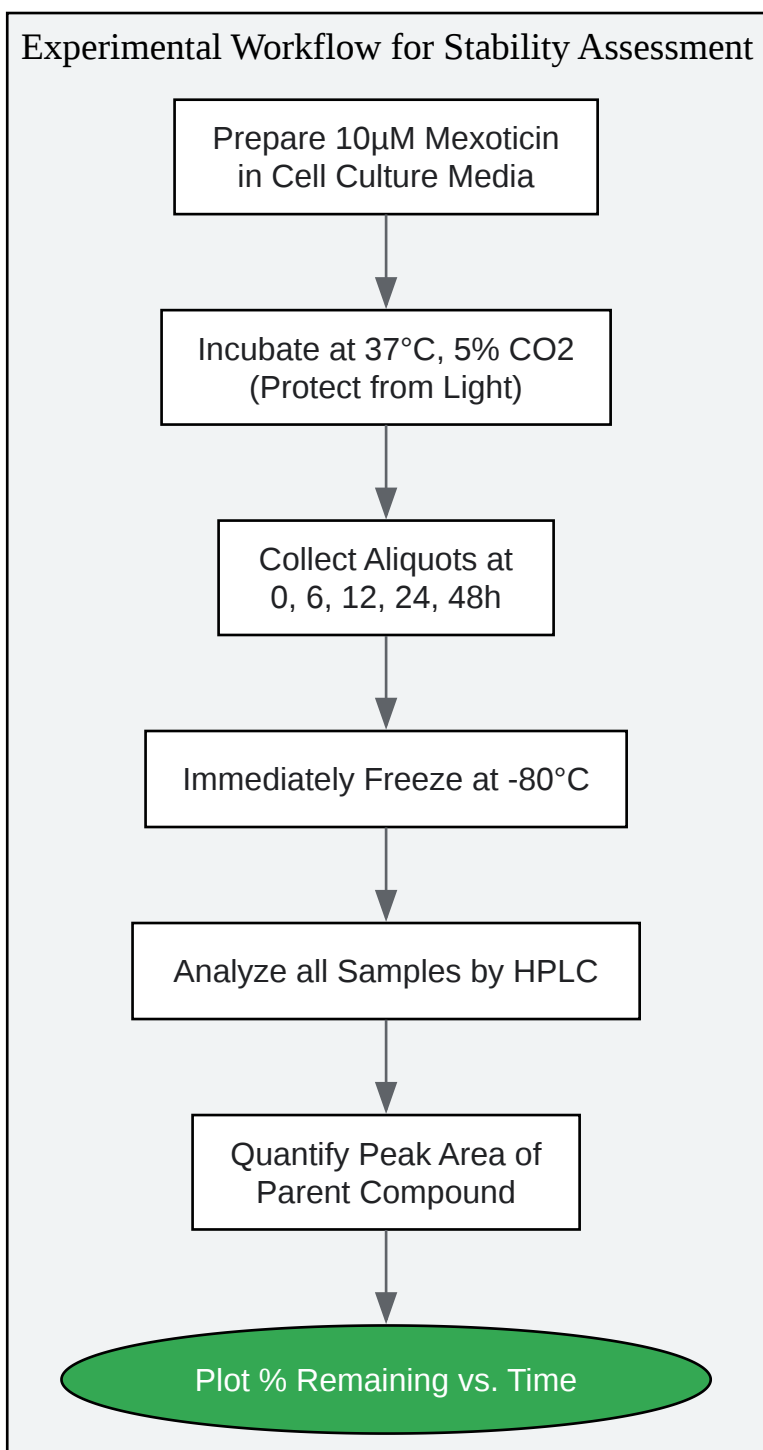 Experimental Workflow for Stability Assessment
Prepare 10µM Mexoticin
in Cell Culture Media
Incubate at 37°C, 5% CO2
(Protect from Light)
Collect Aliquots at
0, 6, 12, 24, 48h
Immediately Freeze at -80°C
Analyze all Samples by HPLC
Quantify Peak Area of
Parent Compound
Plot % Remaining vs. Time